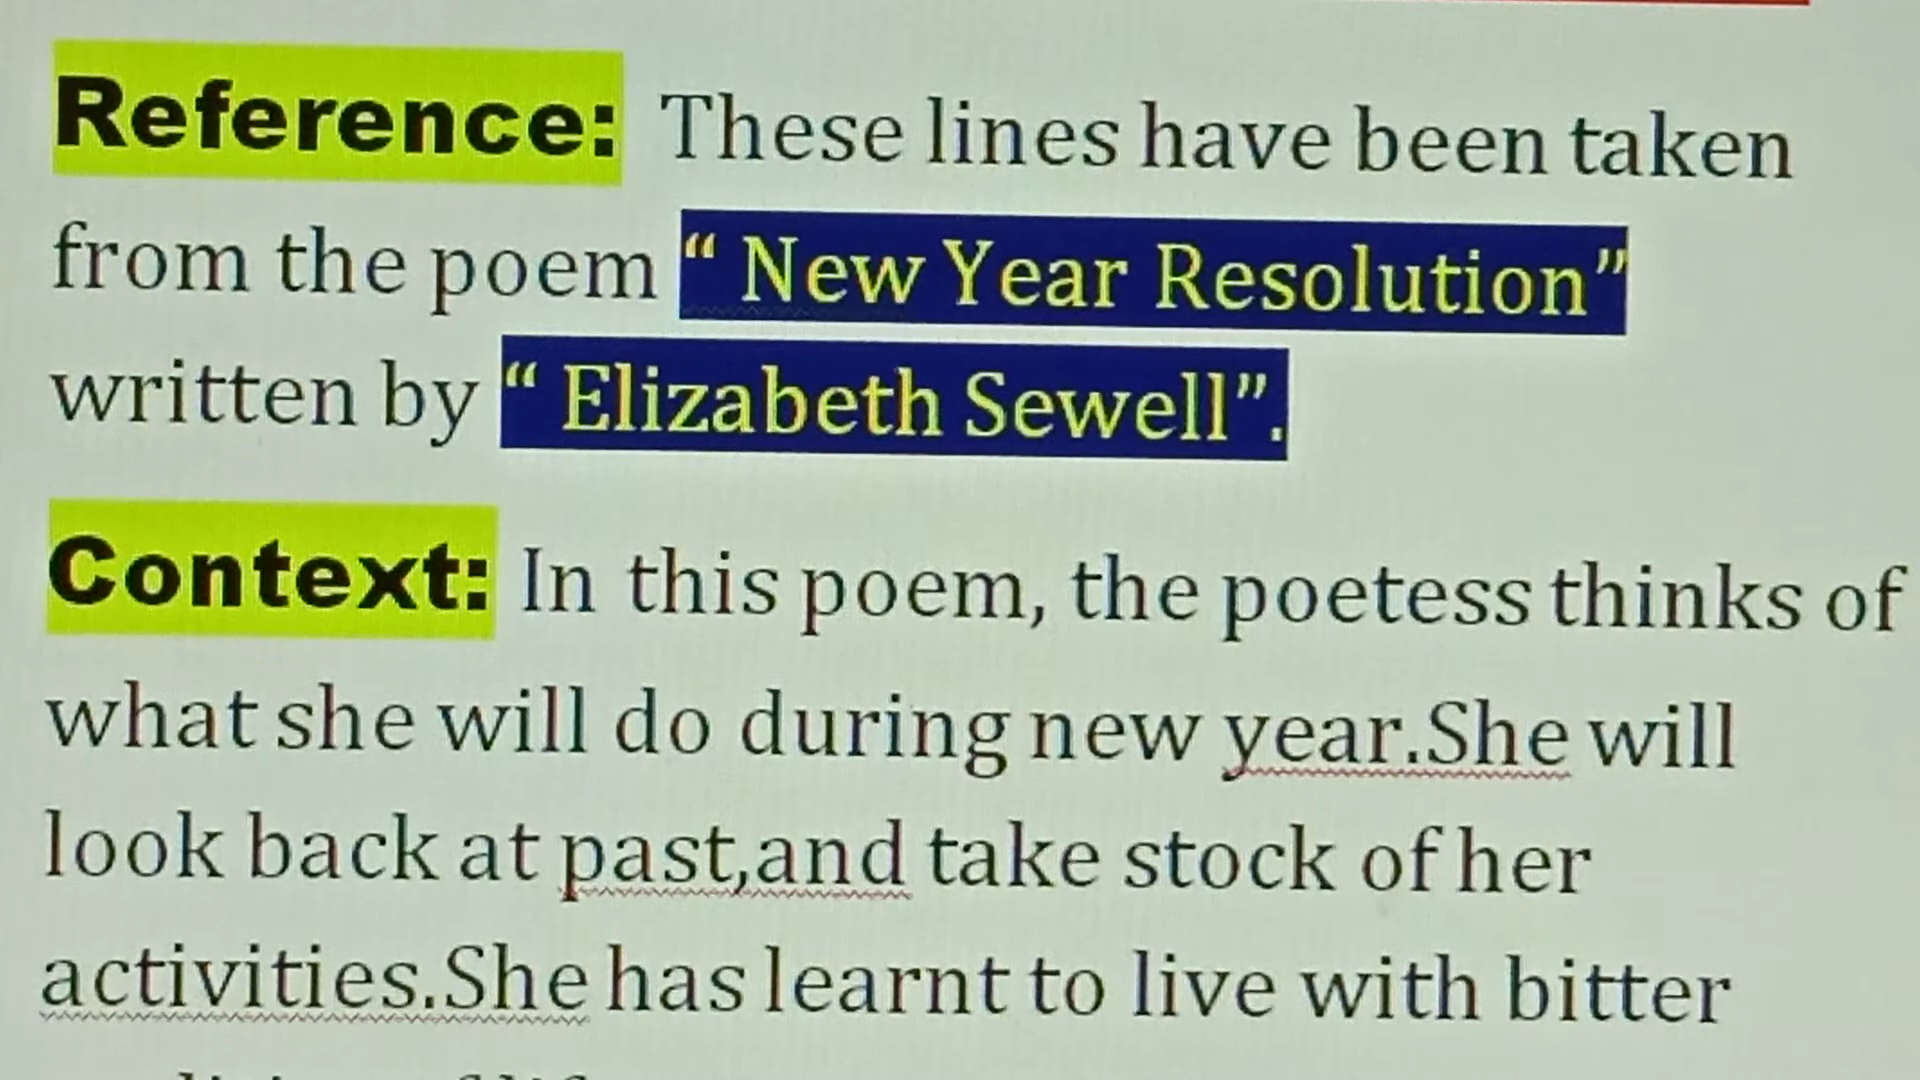 Reference: These lines have been taken
from the poem “ New Year Resolution”
written by “ Elizabeth Sewell”.
Context: In this poem, the poetess thinks of
what she will do during new year.She will
look back at past,and take stock of her
activities.She has learnt to live with bitter